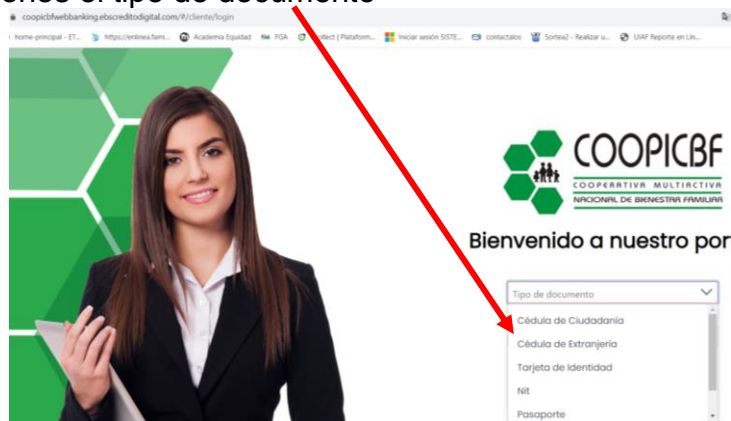 el tipo de documento
coopicbfwebbanking.ebscreditodigital.com/#/cliente/login
home-principal - ET... https://enlinea.fami... Academia Equidad FGA | Plataform... Iniciar sesión SISTE... contactalos Sortea2 - Realizar u... UIAF Reporte en Lín...
COOPICBF
COOPERATIVA MULTIACTIVA
NACIONAL DE BIENESTAR FAMILIAR
Bienvenido a nuestro por
Tipo de documento
Cédula de Ciudadanía
Cédula de Extranjería
Tarjeta de Identidad
Nit
Pasaporte